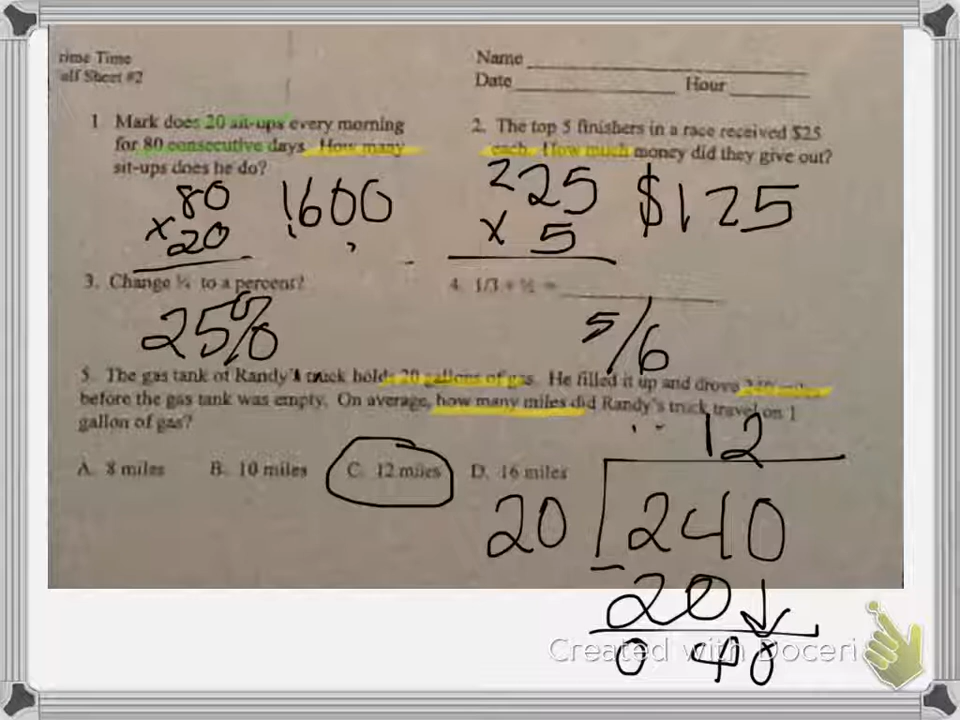 rime Time
alf Sheet #2
Name
Date Hour
1 Mark does 20 sit-ups every morning
for 80 consecutive days. How many
sit-ups does he do?
80
×20
1600
2. The top 5 finishers in a race received $25
each. How much money did they give out?
225
× 5
$125
3. Change ¼ to a percent?
25%
4. 1/3 + ½ =
5/6
5. The gas tank of Randy's truck holds 20 gallons of gas. He filled it up and drove
before the gas tank was empty. On average, how many miles did Randy's truck travel on 1
gallon of gas?
A. 8 miles B. 10 miles C. 12 miles D. 16 miles
12
20 240
- 20
0 40
Created with Doceri